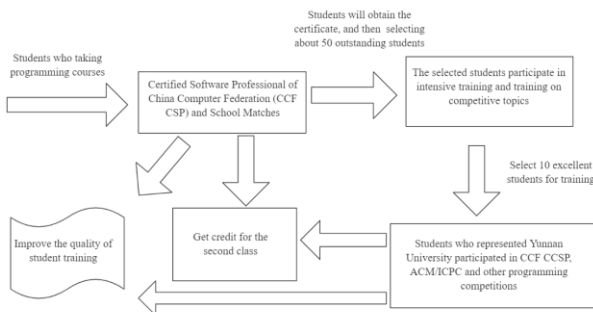 Students will obtain the
certificate, and then selecting
about 50 outstanding students
Students who taking
programming courses
Certified Software Professional of
China Computer Federation (CCF
CSP) and School Matches
The selected students participate in
intensive training and training on
competitive topics
Select 10 excellent
students for training
Improve the quality of
student training
Get credit for the
second class
Students who represented Yunnan
University participated in CCF CCSP,
ACM/ICPC and other programming
competitions